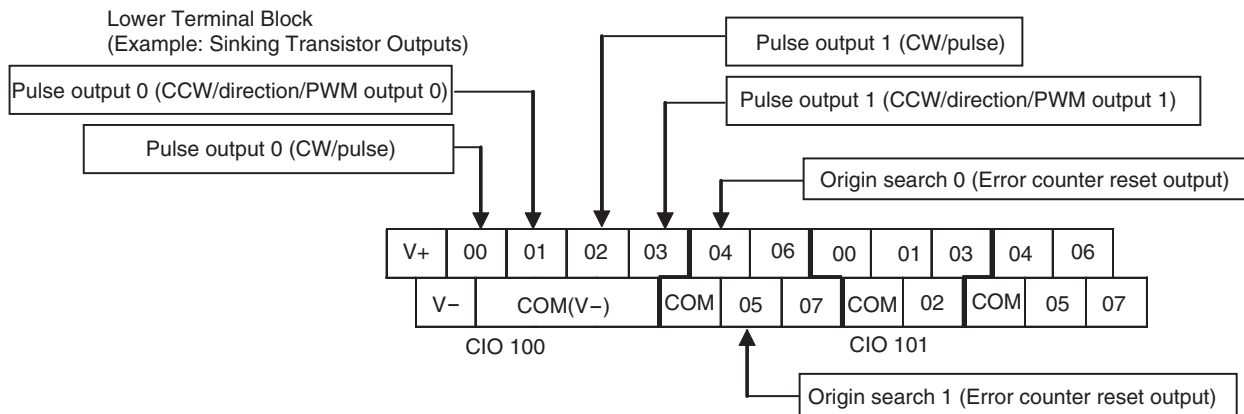 Lower Terminal Block
(Example: Sinking Transistor Outputs)
Pulse output 1 (CW/pulse)
Pulse output 0 (CCW/direction/PWM output 0)
Pulse output 1 (CCW/direction/PWM output 1)
Pulse output 0 (CW/pulse)
Origin search 0 (Error counter reset output)
V+ 00 01 02 03 04 06 00 01 03 04 06
V− COM(V−) COM 05 07 COM 02 COM 05 07
CIO 100 CIO 101
Origin search 1 (Error counter reset output)